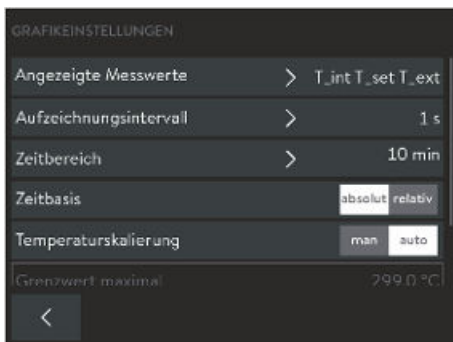 GRAFIKEINSTELLUNGEN
Angezeigte Messwerte > T_int T_set T_ext
Aufzeichnungsintervall > 1 s
Zeitbereich > 10 min
Zeitbasis absolut relativ
Temperaturskalierung man auto
Grenzwert maximal 299.0 °C
<